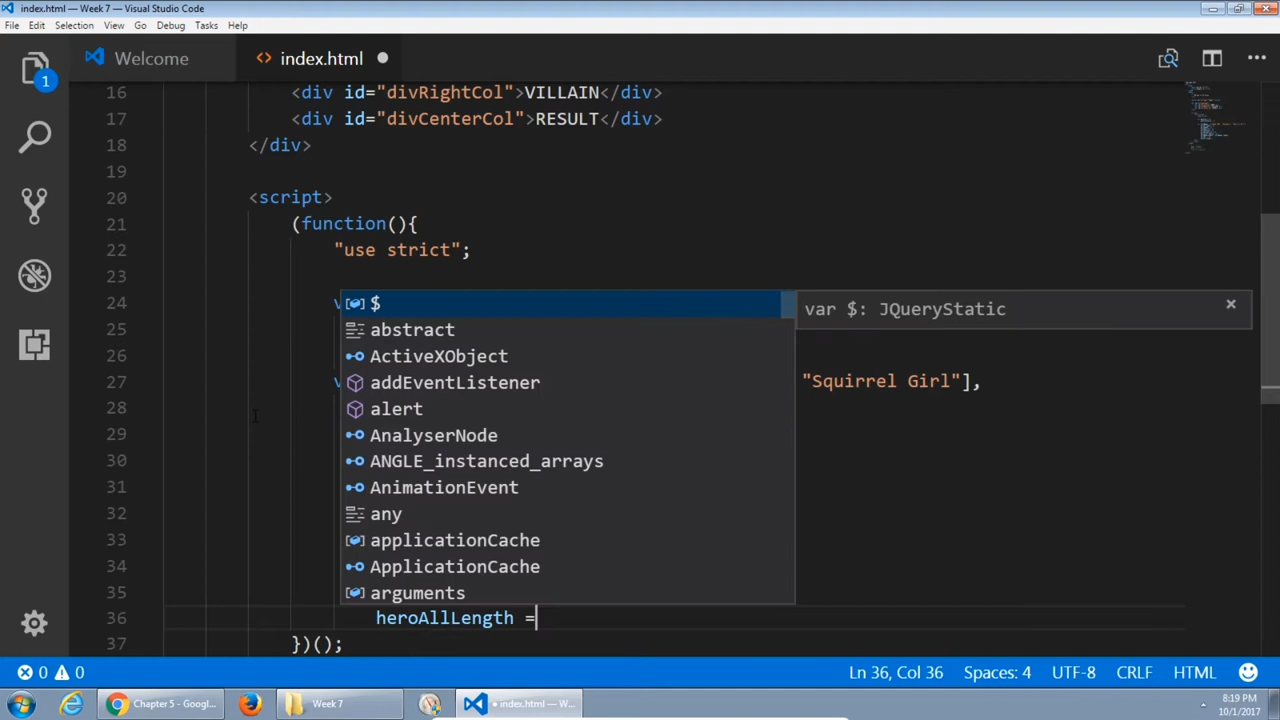 index.html — Week 7 — Visual Studio Code
File Edit Selection View Go Debug Tasks Help
Welcome
index.html
1
16 <div id="divRightCol">VILLAIN</div>
17 <div id="divCenterCol">RESULT</div>
18 </div>
19
20 <script>
21 (function(){
22 "use strict";
23
24 v $ var $: JQueryStatic ×
25 abstract
26 ActiveXObject
27 v addEventListener "Squirrel Girl"],
28 alert
29 AnalyserNode
30 ANGLE_instanced_arrays
31 AnimationEvent
32 any
33 applicationCache
34 ApplicationCache
35 arguments
36 heroAllLength =
37 })();
0 0 Ln 36, Col 36 Spaces: 4 UTF-8 CRLF HTML
Chapter 5 - Googl... Week 7 • index.html — W... 8:19 PM
10/1/2017